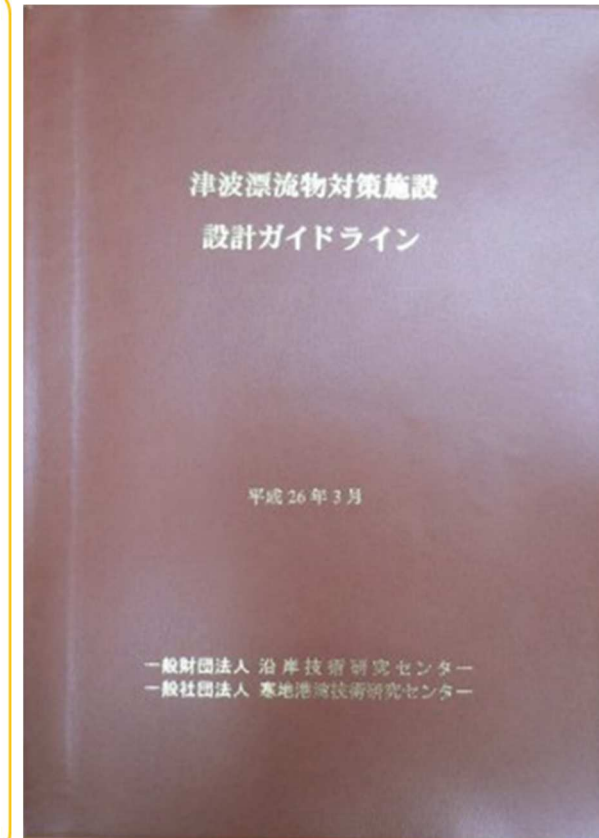 津波漂流物対策施設
設計ガイドライン
平成26年3月
一般財団法人 沿岸技術研究センター
一般社団法人 寒地港湾技術研究センター